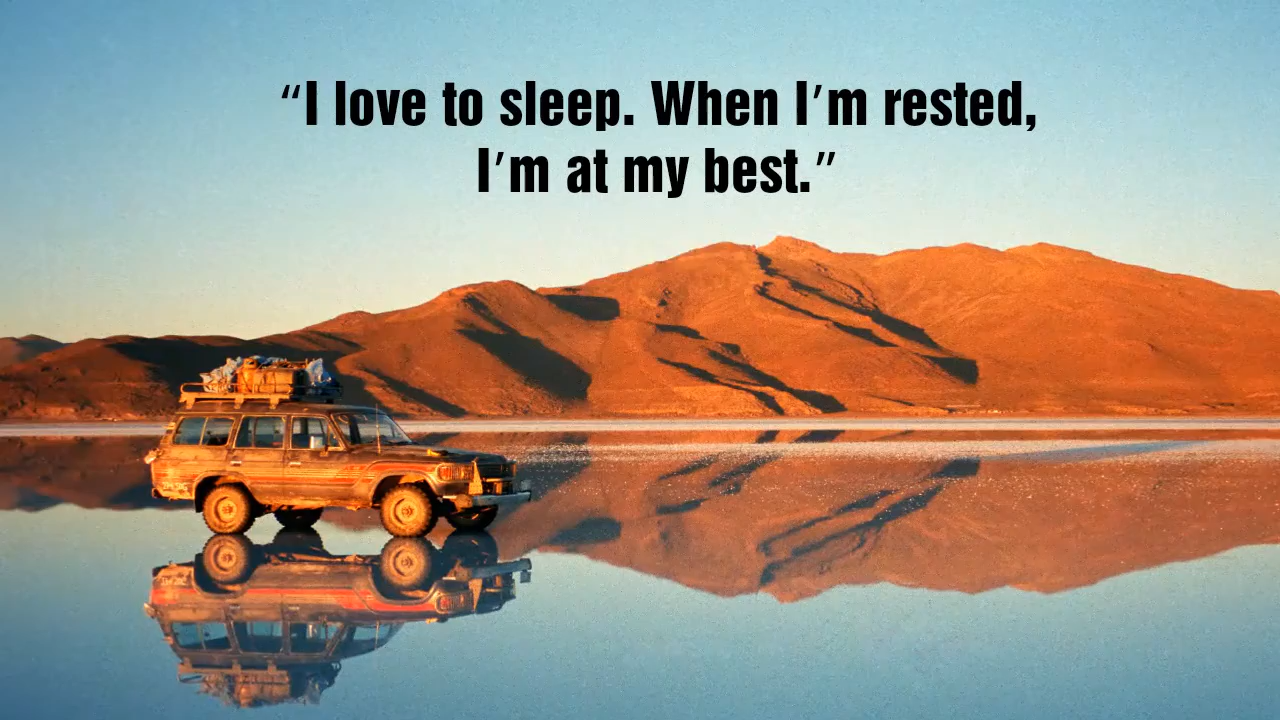 “I love to sleep. When I′m rested,
I′m at my best.”